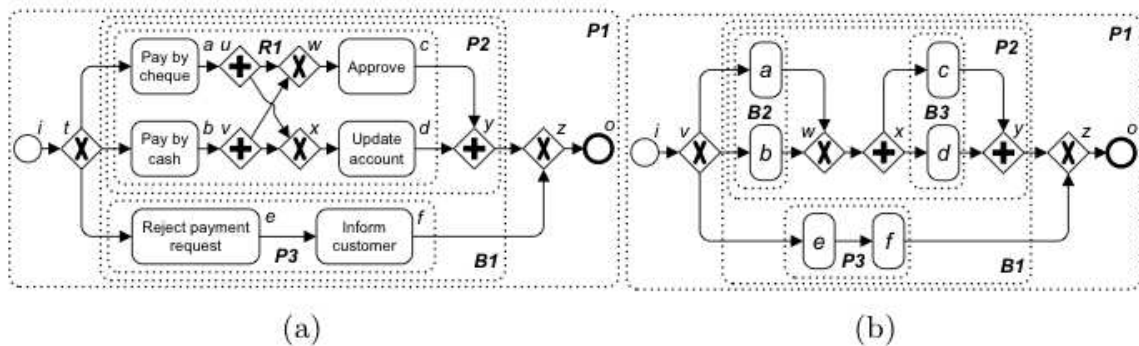 P1
P2
a u R1 w c
Pay by
cheque
Approve
i t
b v x d y z o
Pay by
cash
Update
account
Reject payment
request
e
Inform
customer
f
P3
B1
(a)
P1
P2
a c
B2 B3
i v w x y z o
b d
e f
P3
B1
(b)